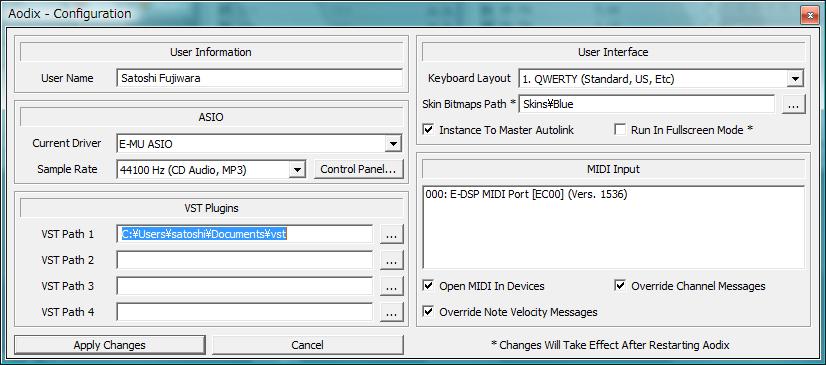 Aodix - Configuration
User Information
User Name Satoshi Fujiwara
ASIO
Current Driver E-MU ASIO
Sample Rate 44100 Hz (CD Audio, MP3) Control Panel...
VST Plugins
VST Path 1 C:¥Users¥satoshi¥Documents¥vst ...
VST Path 2 ...
VST Path 3 ...
VST Path 4 ...
Apply Changes Cancel
User Interface
Keyboard Layout 1. QWERTY (Standard, US, Etc)
Skin Bitmaps Path * Skins¥Blue ...
Instance To Master Autolink Run In Fullscreen Mode *
MIDI Input
000: E-DSP MIDI Port [EC00] (Vers. 1536)
Open MIDI In Devices Override Channel Messages
Override Note Velocity Messages
* Changes Will Take Effect After Restarting Aodix